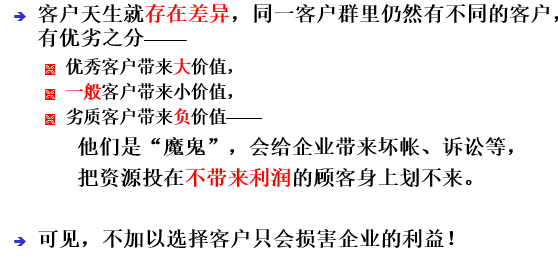 客户天生就存在差异，同一客户群里仍然有不同的客户，
有优劣之分——
优秀客户带来大价值，
一般客户带来小价值，
劣质客户带来负价值——
他们是“魔鬼”，会给企业带来坏帐、诉讼等，
把资源投在不带来利润的顾客身上划不来。
可见，不加以选择客户只会损害企业的利益！